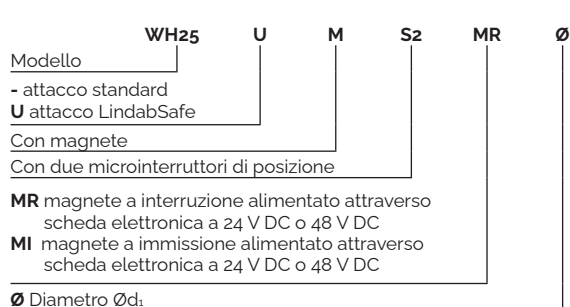 WH25 U M S2 MR Ø
Modello
- attacco standard
U attacco LindabSafe
Con magnete
Con due microinterruttori di posizione
MR magnete a interruzione alimentato attraverso
scheda elettronica a 24 V DC o 48 V DC
MI magnete a immissione alimentato attraverso
scheda elettronica a 24 V DC o 48 V DC
Ø Diametro Ød₁